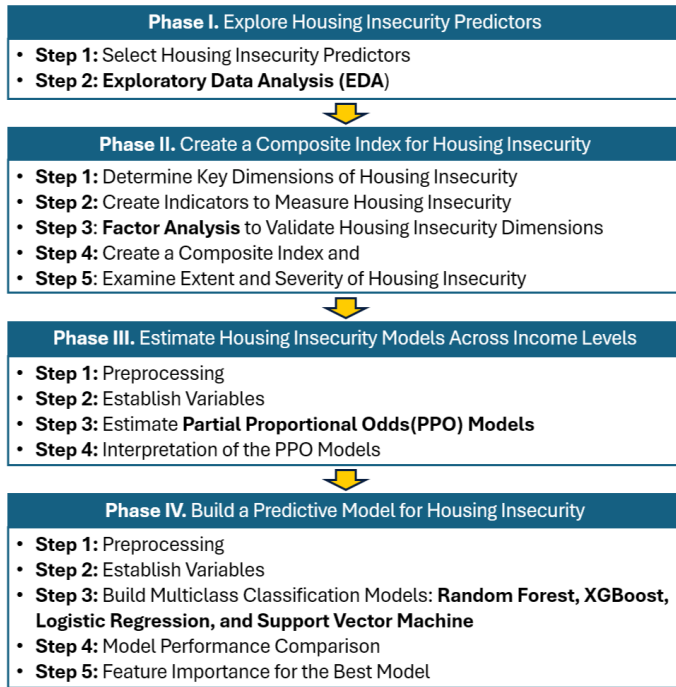 Phase I. Explore Housing Insecurity Predictors
• Step 1: Select Housing Insecurity Predictors
• Step 2: Exploratory Data Analysis (EDA)
Phase II. Create a Composite Index for Housing Insecurity
• Step 1: Determine Key Dimensions of Housing Insecurity
• Step 2: Create Indicators to Measure Housing Insecurity
• Step 3: Factor Analysis to Validate Housing Insecurity Dimensions
• Step 4: Create a Composite Index and
• Step 5: Examine Extent and Severity of Housing Insecurity
Phase III. Estimate Housing Insecurity Models Across Income Levels
• Step 1: Preprocessing
• Step 2: Establish Variables
• Step 3: Estimate Partial Proportional Odds(PPO) Models
• Step 4: Interpretation of the PPO Models
Phase IV. Build a Predictive Model for Housing Insecurity
• Step 1: Preprocessing
• Step 2: Establish Variables
• Step 3: Build Multiclass Classification Models: Random Forest, XGBoost,
Logistic Regression, and Support Vector Machine
• Step 4: Model Performance Comparison
• Step 5: Feature Importance for the Best Model